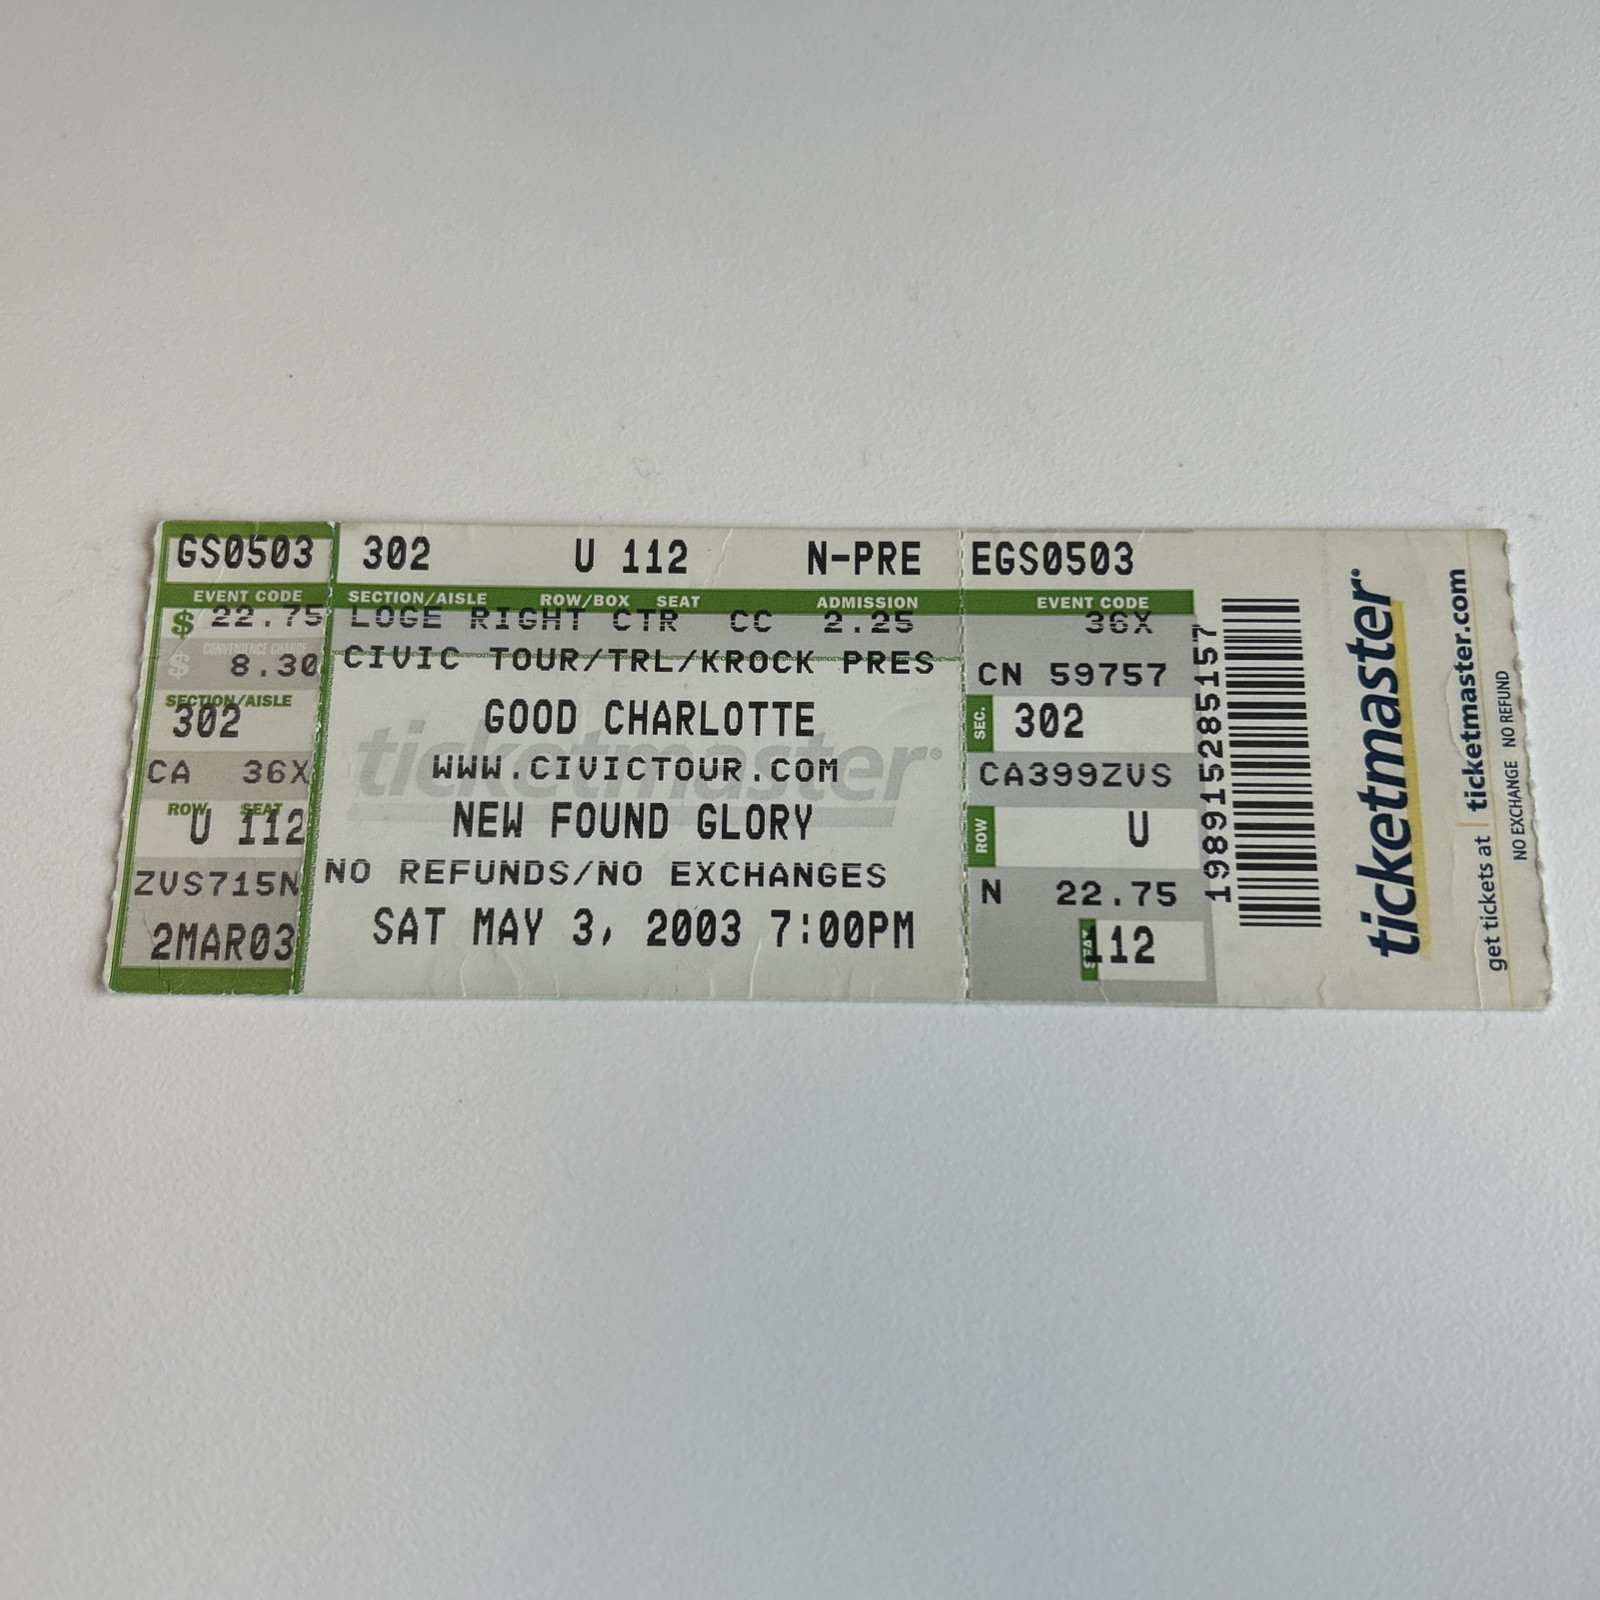 GS0503
EVENT CODE
$ 22.75
CONVENIENCE CHARGE
$ 8.30
SECTION/AISLE
302
CA 36X
ROW SEAT
U 112
ZVS715N
2MAR03
302 U 112 N-PRE
SECTION/AISLE ROW/BOX SEAT ADMISSION
LOGE RIGHT CTR CC 2.25
CIVIC TOUR/TRL/KROCK PRES
GOOD CHARLOTTE
ticketmaster
WWW.CIVICTOUR.COM
NEW FOUND GLORY
NO REFUNDS/NO EXCHANGES
SAT MAY 3, 2003 7:00PM
EGS0503
EVENT CODE
36X
CN 59757
SEC. 302
CA399ZVS
ROW U
N 22.75
SEAT 112
198915285157
ticketmaster
get tickets at ticketmaster.com
NO EXCHANGE NO REFUND